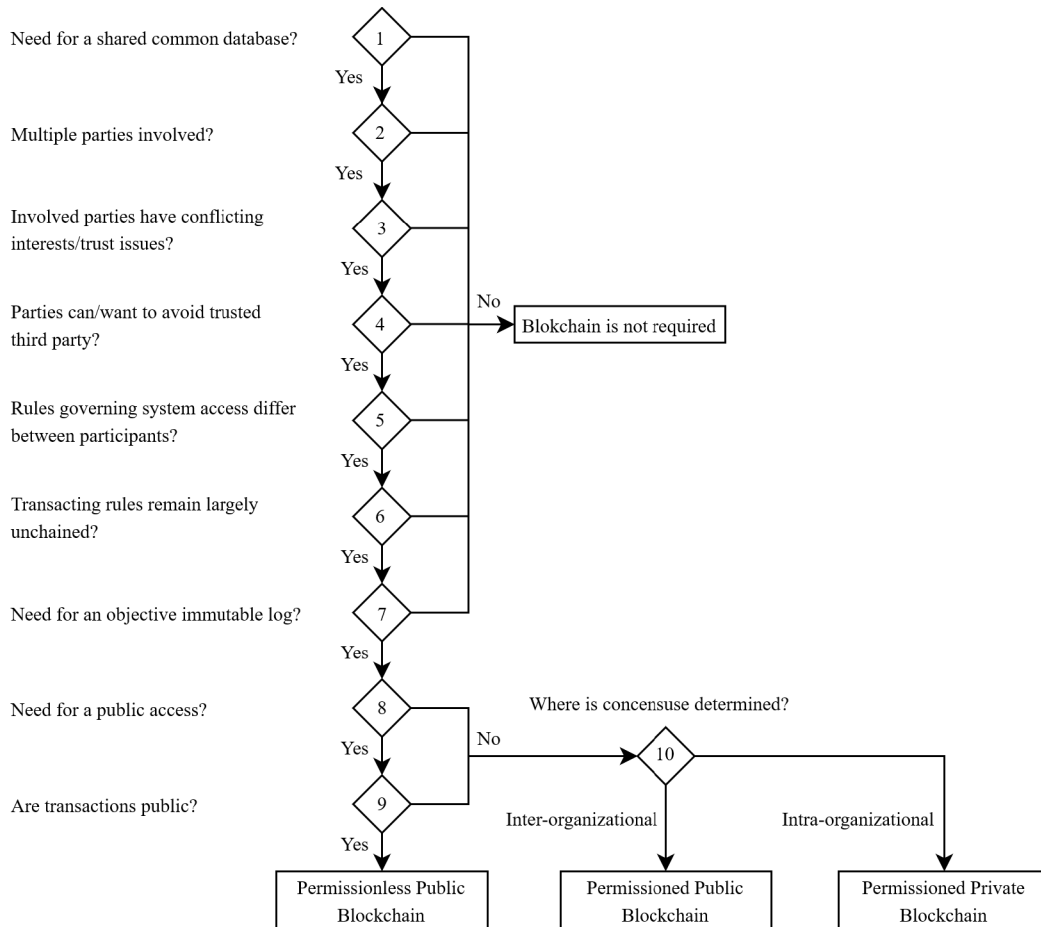 Need for a shared common database?
1
Yes
Multiple parties involved?
2
Yes
Involved parties have conflicting
interests/trust issues?
3
Yes
Parties can/want to avoid trusted
third party?
4
No
Blokchain is not required
Yes
Rules governing system access differ
between participants?
5
Yes
Transacting rules remain largely
unchained?
6
Yes
Need for an objective immutable log?
7
Yes
Need for a public access?
8
Where is concensuse determined?
Yes
No
10
Are transactions public?
9
Inter-organizational
Intra-organizational
Yes
Permissionless Public
Blockchain
Permissioned Public
Blockchain
Permissioned Private
Blockchain